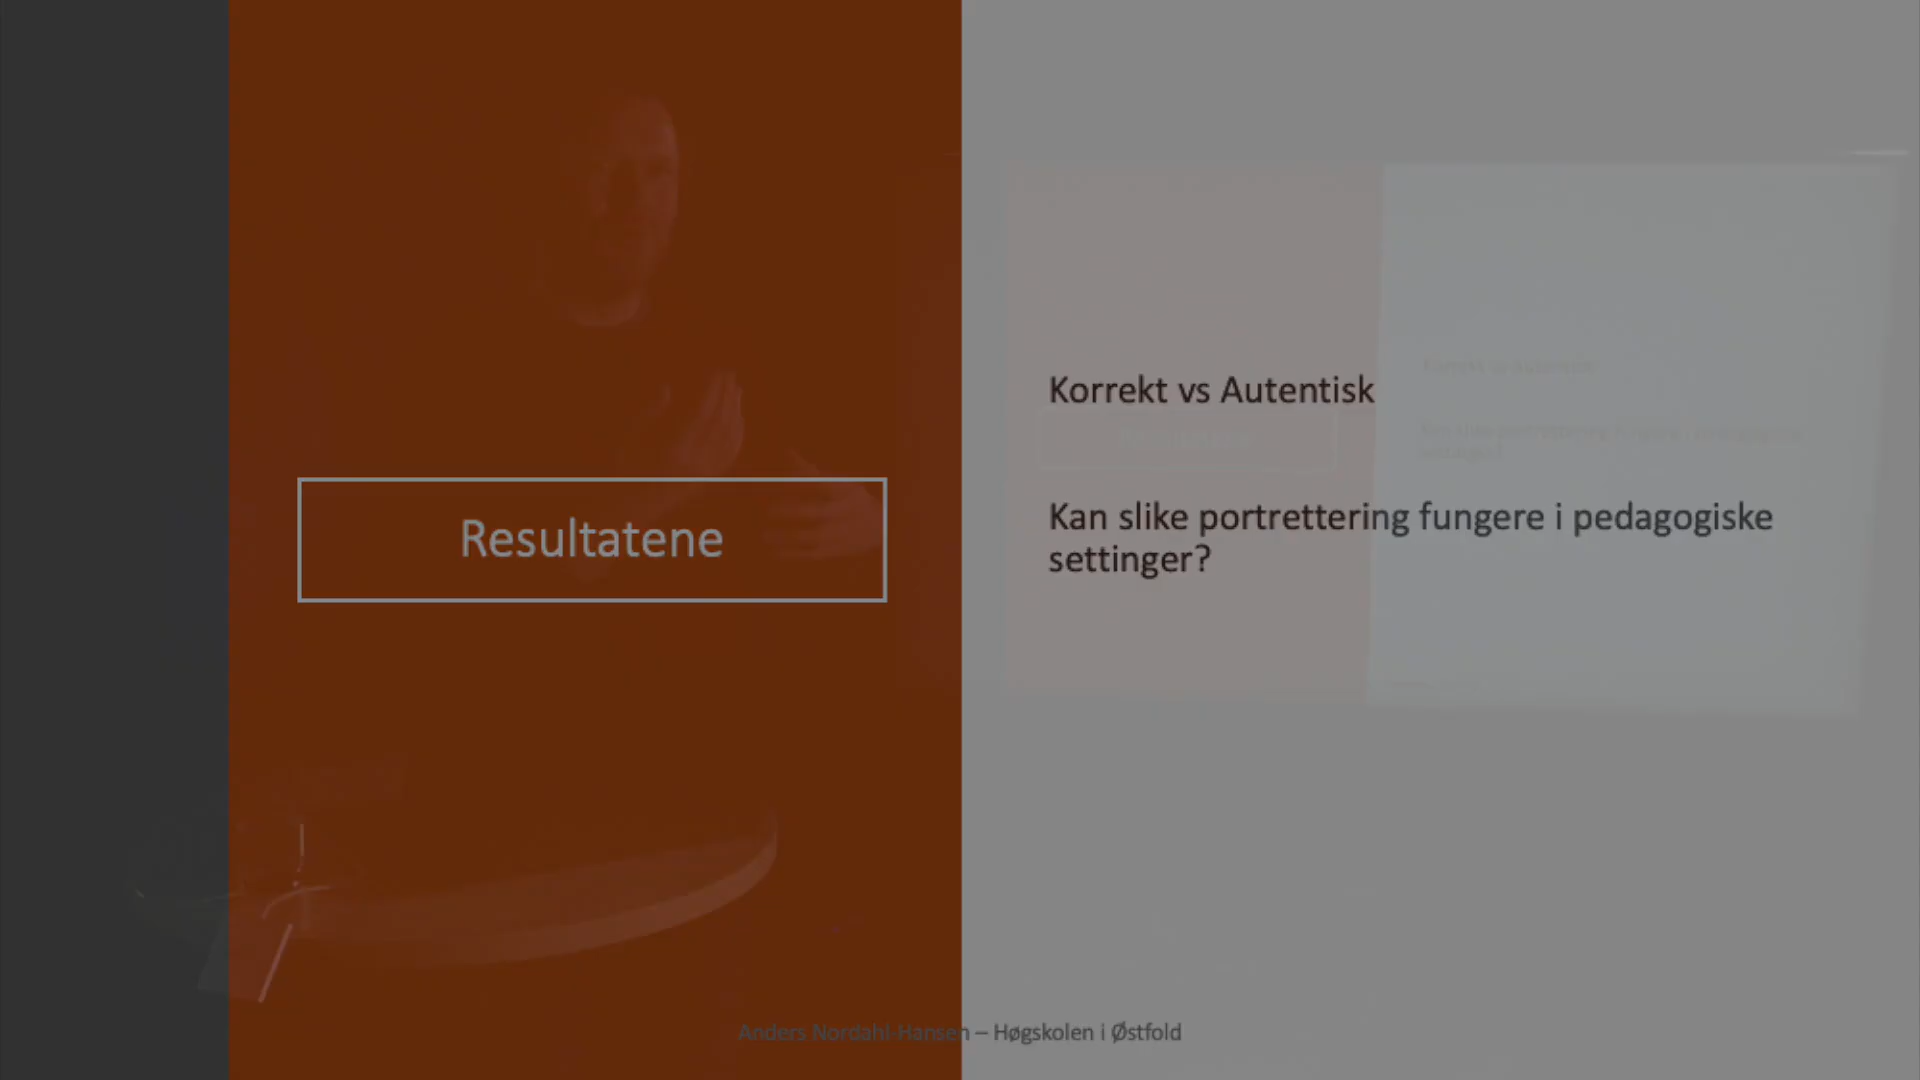 Resultatene
Korrekt vs Autentisk
Kan slike portrettering fungere i pedagogiske
settinger?
Anders Nordahl-Hansen – Høgskolen i Østfold